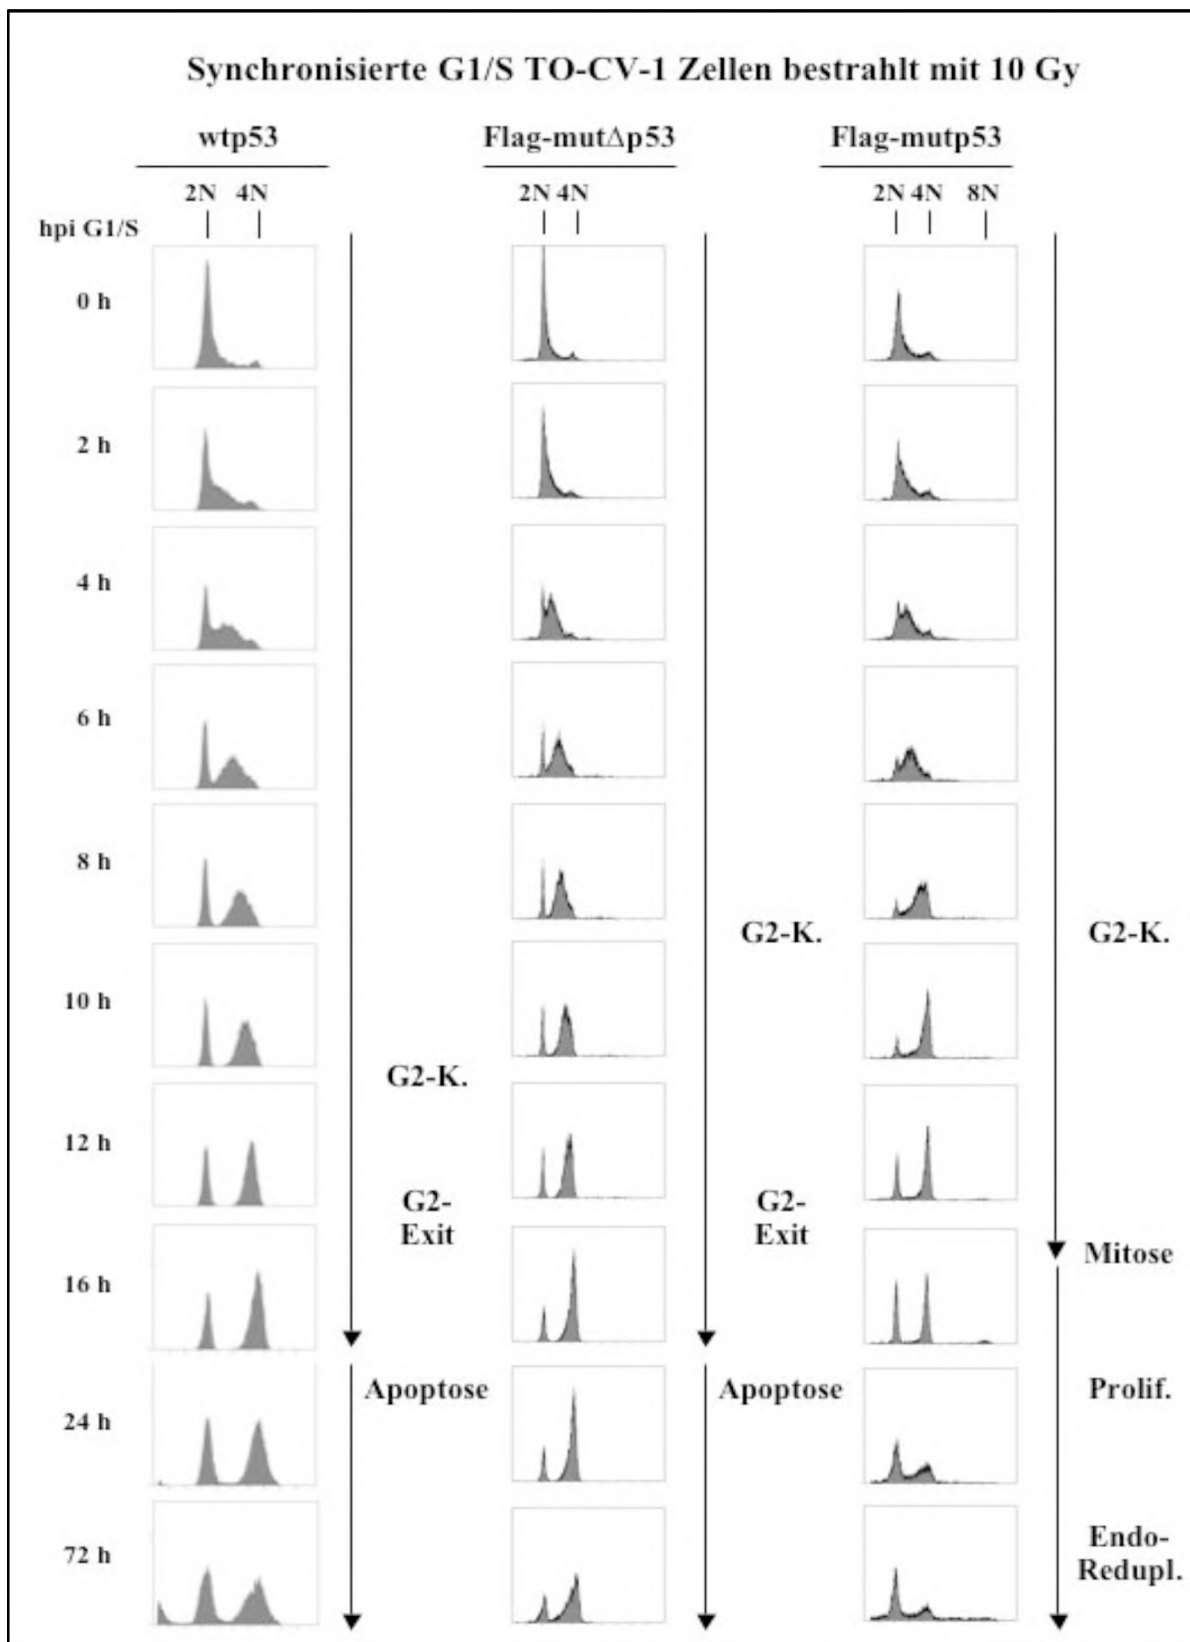 Synchronisierte G1/S TO-CV-1 Zellen bestrahlt mit 10 Gy
wtp53 Flag-mutΔp53 Flag-mutp53
2N 4N 2N 4N 2N 4N 8N
hpi G1/S
0 h
2 h
4 h
6 h
8 h
G2-K. G2-K.
10 h
G2-K.
12 h
G2-
Exit
G2-
Exit
16 h
Mitose
24 h
Apoptose Apoptose Prolif.
72 h
Endo-
Redupl.